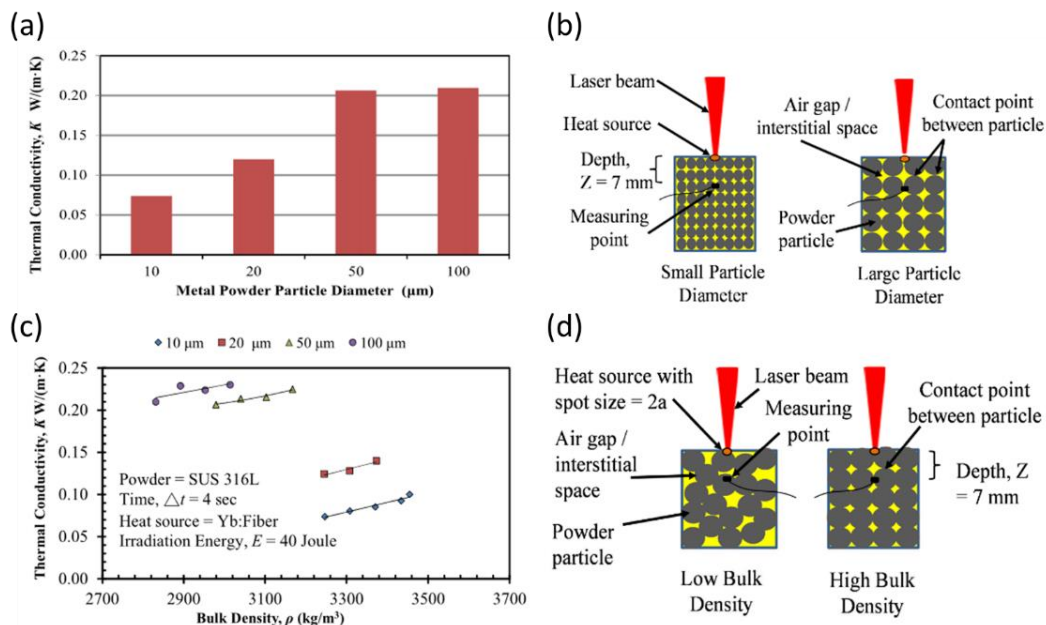 (a)
0.25
0.20
0.15
0.10
0.05
0.00
Thermal Conductivity, K W/(m·K)
10 20 50 100
Metal Powder Particle Diameter (μm)
(b)
Laser beam
Heat source
Depth,
Z = 7 mm
Measuring
point
Small Particle
Diameter
Air gap /
interstitial space
Contact point
between particle
Powder
particle
Large Particle
Diameter
(c)
10 μm 20 μm 50 μm 100 μm
0.25
0.20
0.15
0.10
0.05
0.00
Thermal Conductivity, K W/(m·K)
Powder = SUS 316L
Time, △t = 4 sec
Heat source = Yb:Fiber
Irradiation Energy, E = 40 Joule
2700 2900 3100 3300 3500 3700
Bulk Density, ρ (kg/m³)
(d)
Heat source with
spot size = 2a
Air gap /
interstitial
space
Powder
particle
Laser beam
Measuring
point
Low Bulk
Density
Contact point
between particle
Depth, Z
= 7 mm
High Bulk
Density